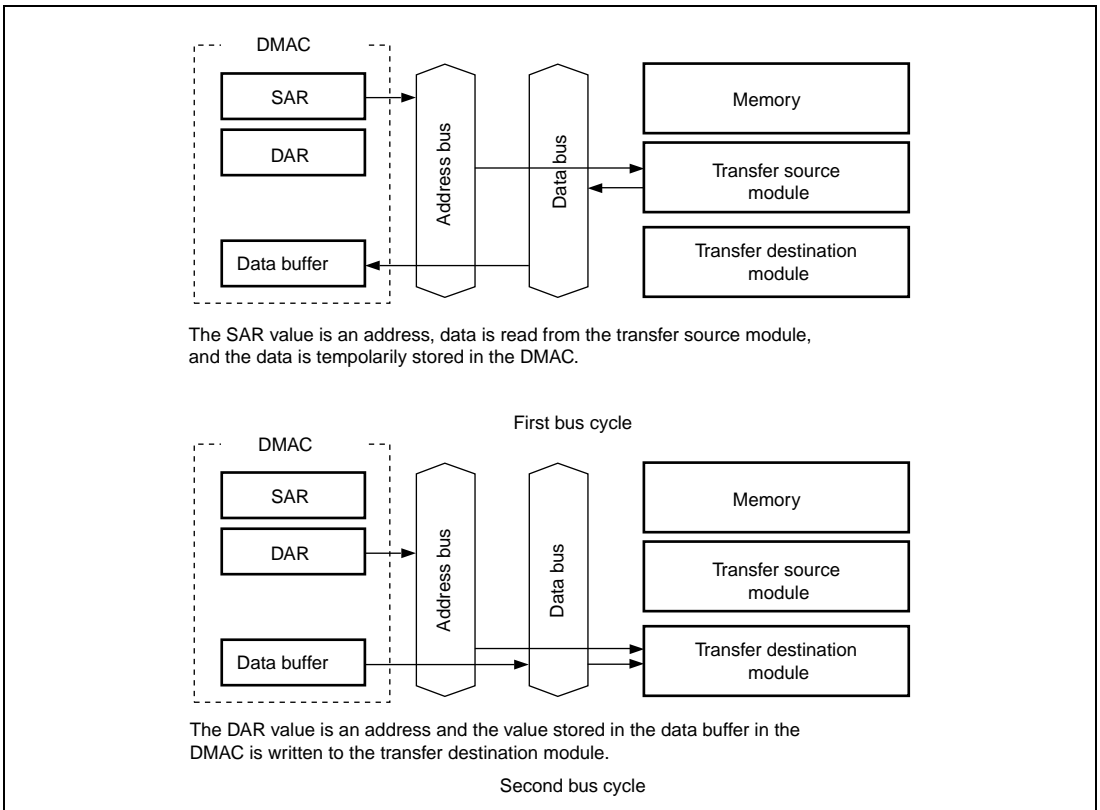 DMAC
SAR
DAR
Data buffer
Address bus
Data bus
Memory
Transfer source
module
Transfer destination
module
The SAR value is an address, data is read from the transfer source module,
and the data is tempolarily stored in the DMAC.
First bus cycle
DMAC
SAR
DAR
Data buffer
Address bus
Data bus
Memory
Transfer source
module
Transfer destination
module
The DAR value is an address and the value stored in the data buffer in the
DMAC is written to the transfer destination module.
Second bus cycle